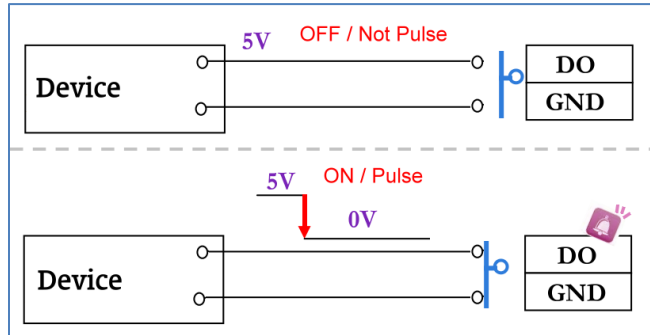 5V OFF / Not Pulse
Device
DO
GND
5V ON / Pulse
0V
Device
DO
GND